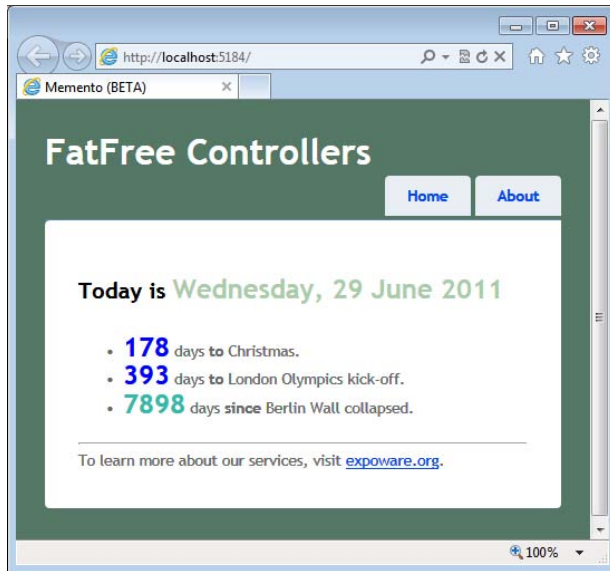 http://localhost:5184/
Memento (BETA)
FatFree Controllers
Home About
Today is Wednesday, 29 June 2011
• 178 days to Christmas.
• 393 days to London Olympics kick-off.
• 7898 days since Berlin Wall collapsed.
To learn more about our services, visit expoware.org.
100%